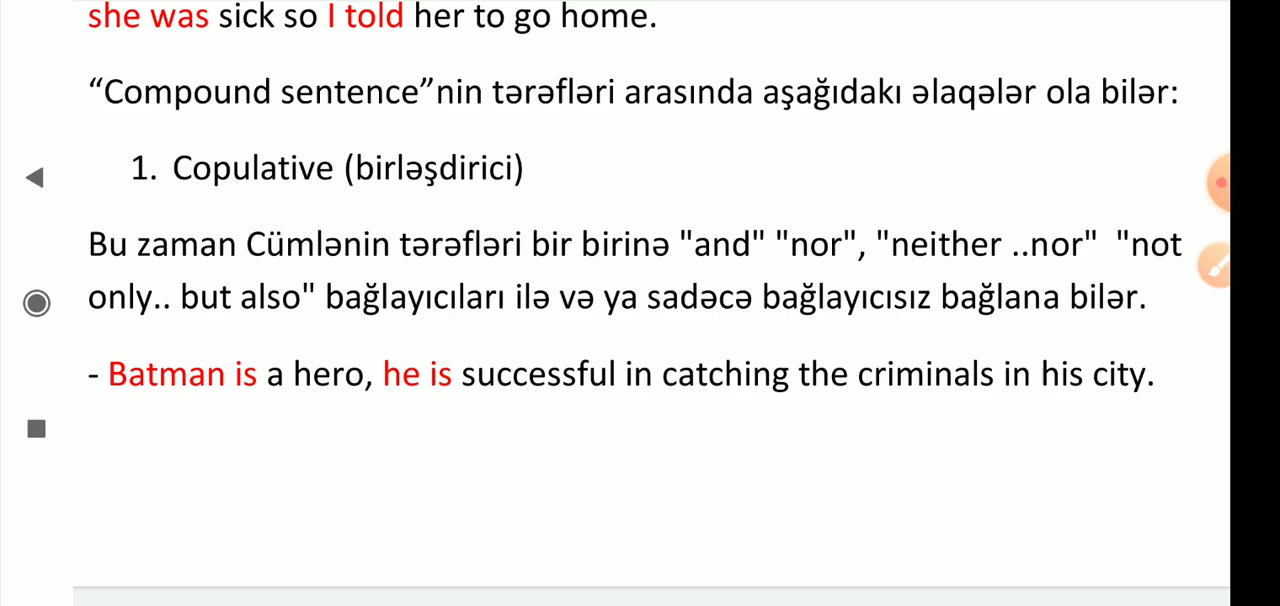 she was sick so I told her to go home.
“Compound sentence”nin tərəfləri arasında aşağıdakı əlaqələr ola bilər:
1. Copulative (birləşdirici)
Bu zaman Cümlənin tərəfləri bir birinə "and" "nor", "neither ..nor" "not
only.. but also" bağlayıcıları ilə və ya sadəcə bağlayıcısız bağlana bilər.
- Batman is a hero, he is successful in catching the criminals in his city.